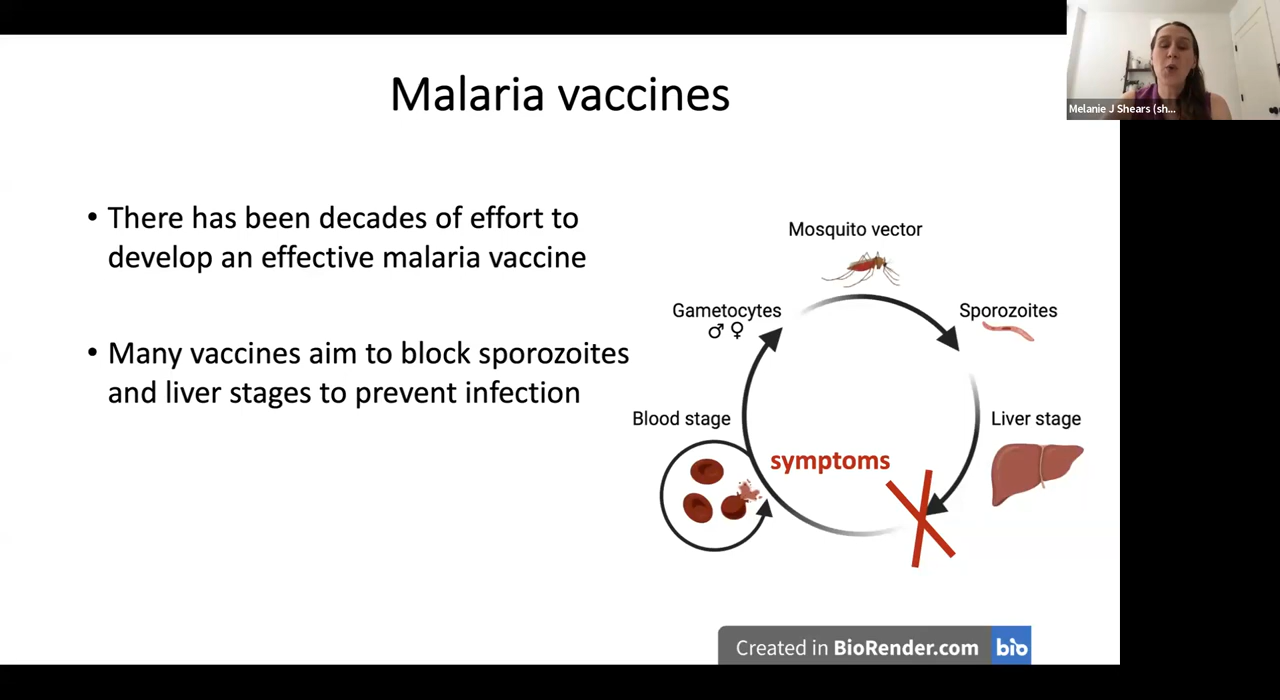 Malaria vaccines
Melanie J Shears (sh...
• There has been decades of effort to
develop an effective malaria vaccine
• Many vaccines aim to block sporozoites
and liver stages to prevent infection
Mosquito vector
Gametocytes
♂ ♀
Sporozoites
Blood stage
Liver stage
symptoms
Created in BioRender.com bio